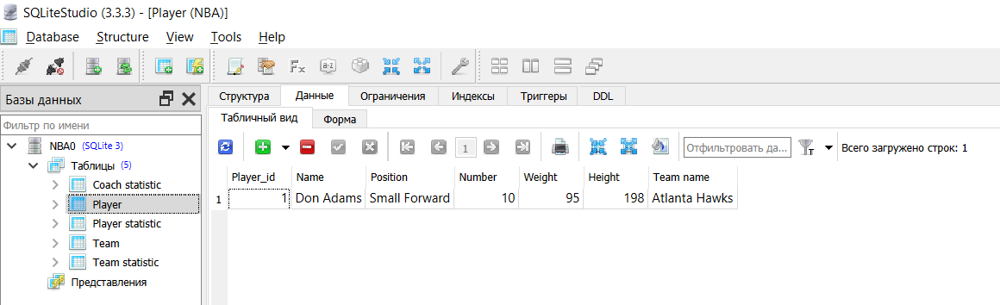 SQLiteStudio (3.3.3) - [Player (NBA)]
Database Structure View Tools Help
Базы данных
Структура Данные Ограничения Индексы Триггеры DDL
Табличный вид Форма
Фильтр по имени
NBA0 (SQLite 3)
Таблицы (5)
Coach statistic
Player
Player statistic
Team
Team statistic
Представления
1 Отфильтровать да... T Всего загружено строк: 1
Player_id Name Position Number Weight Height Team name
1 1 Don Adams Small Forward 10 95 198 Atlanta Hawks